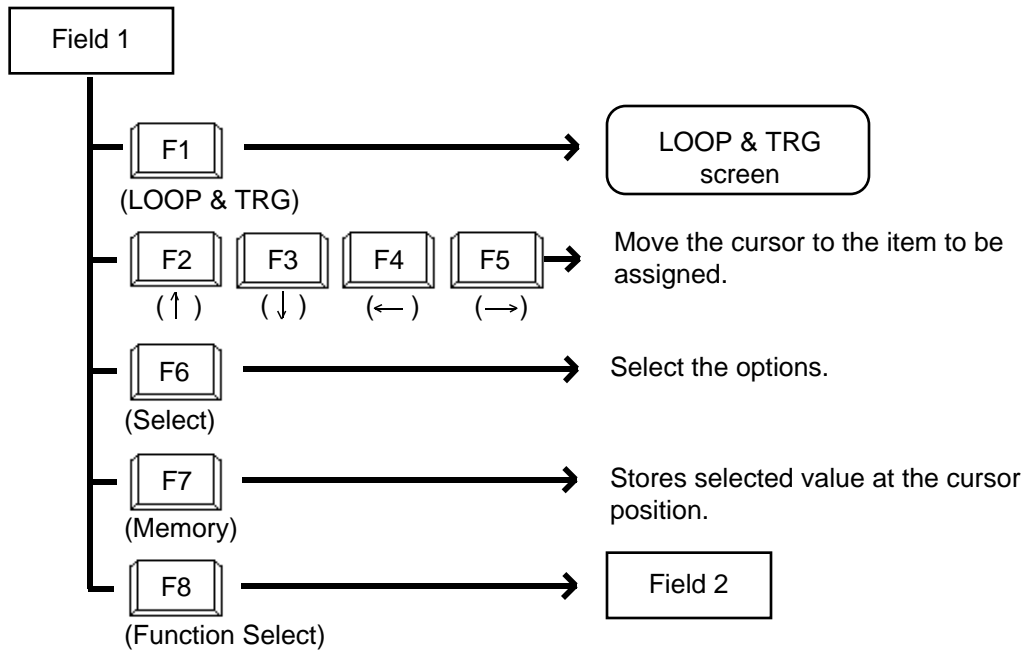 Field 1
F1
(LOOP & TRG)
LOOP & TRG
screen
F2 F3 F4 F5
(↑) (↓) (←) (→)
Move the cursor to the item to be
assigned.
F6
(Select)
Select the options.
F7
(Memory)
Stores selected value at the cursor
position.
F8
(Function Select)
Field 2